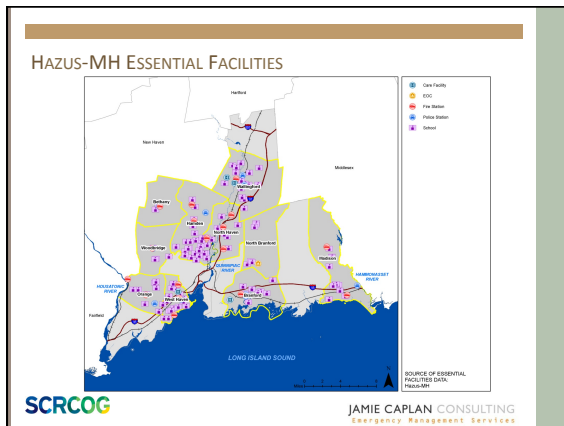 HAZUS-MH ESSENTIAL FACILITIES
Hartford
New Haven
Middlesex
Wallingford
Bethany
Hamden
North Haven
Woodbridge
North Branford
Madison
QUINNIPIAC
RIVER
HAMMONASSET
RIVER
HOUSATONIC
RIVER
Orange
West Haven
Branford
Fairfield
LONG ISLAND SOUND
Care Facility
EOC
Fire Station
Police Station
School
SOURCE OF ESSENTIAL
FACILITIES DATA:
Hazus-MH
SCRCOG
JAMIE CAPLAN CONSULTING
Emergency Management Services